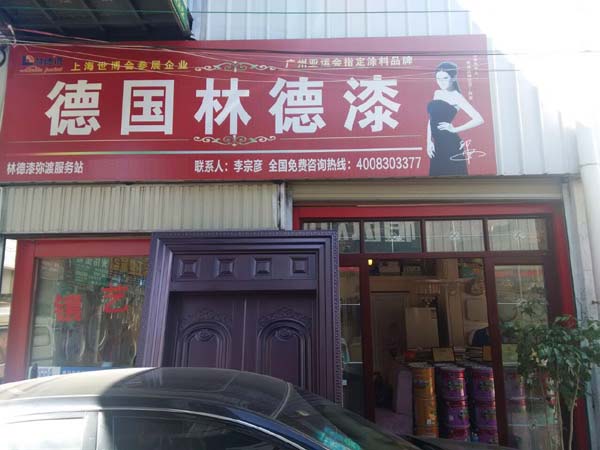 上海世博会参展企业
广州亚运会指定涂料品牌
德国林德漆
林德漆弥渡服务站
联系人：李宗彦 全国免费咨询热线：4008303377